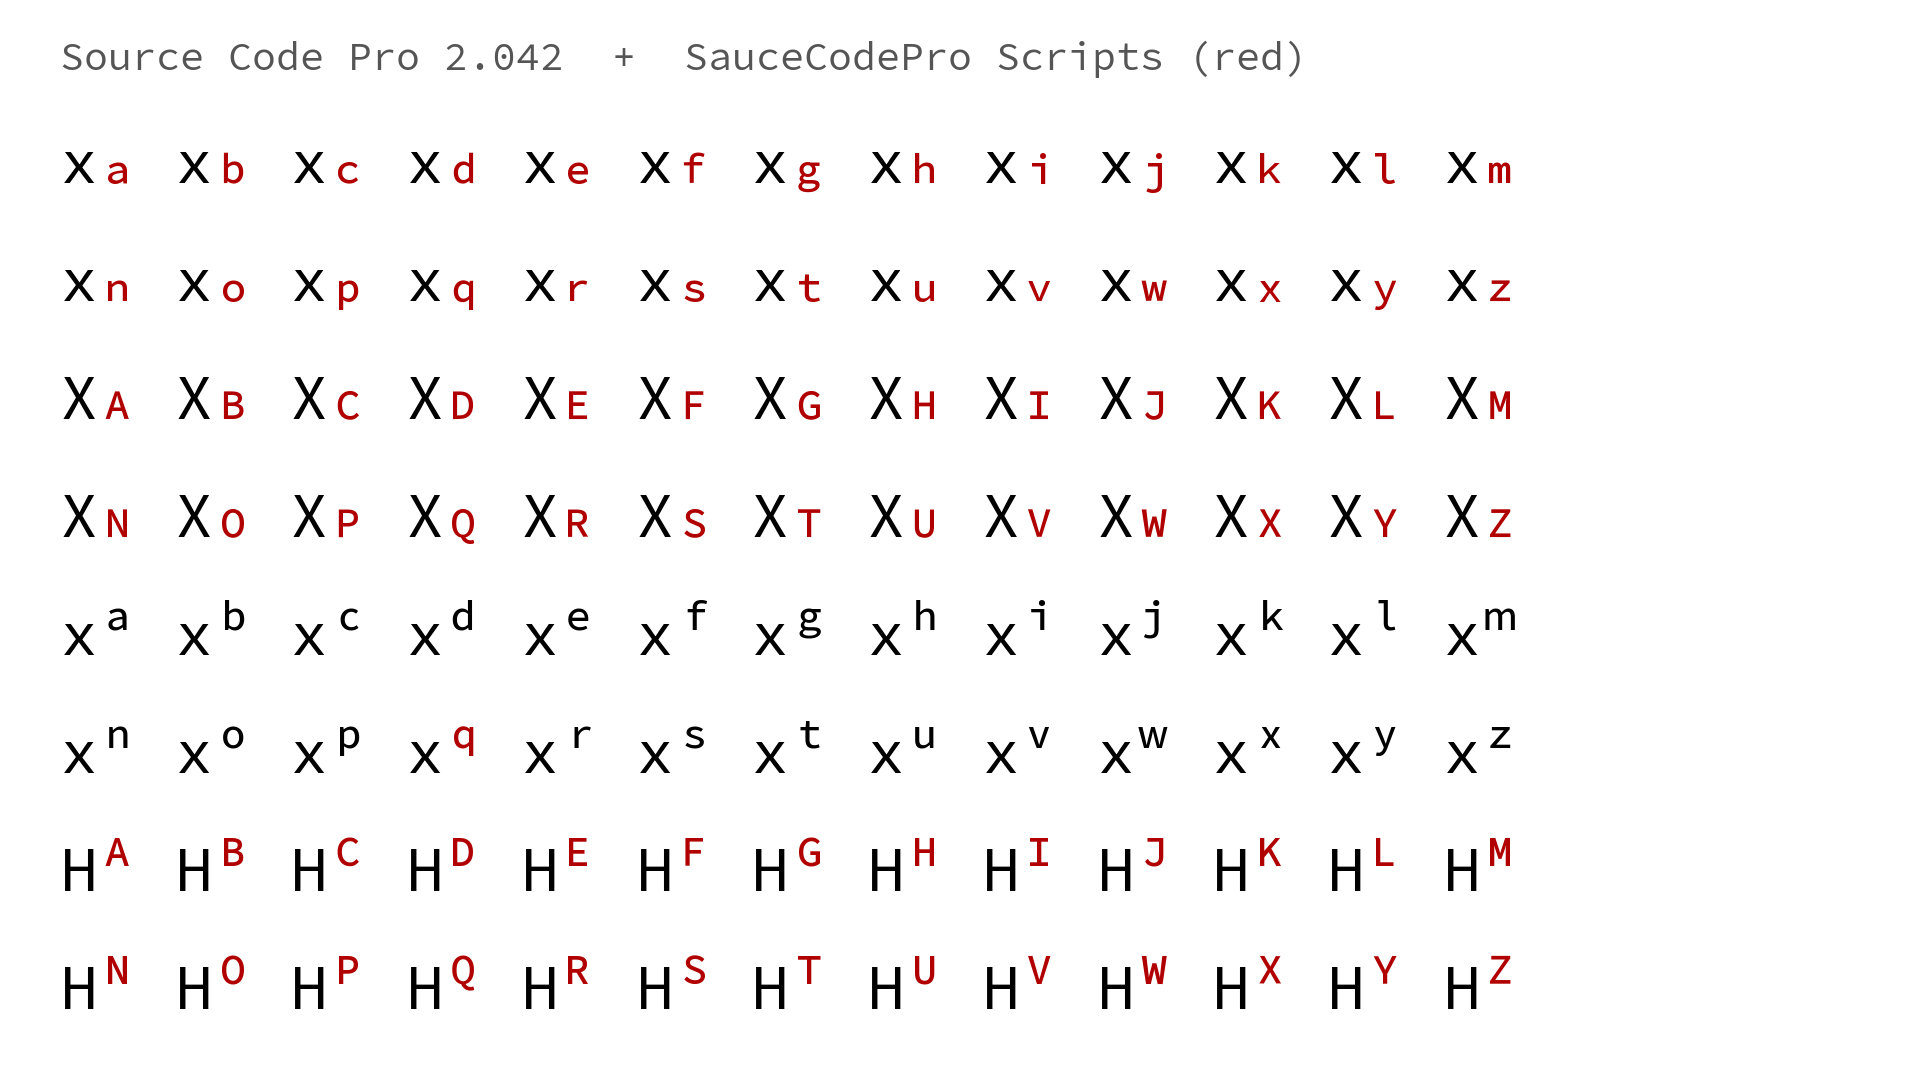 Source Code Pro 2.042 + SauceCodePro Scripts (red)
xa xb xc xd xe xf xg xh xi xj xk xl xm
xn xo xp xq xr xs xt xu xv xw xx xy xz
XA XB XC XD XE XF XG XH XI XJ XK XL XM
XN XO XP XQ XR XS XT XU XV XW XX XY XZ
xᵃ xᵇ xᶜ xᵈ xᵉ xᶠ xᵍ xʰ xⁱ xʲ xᵏ xˡ xᵐ
xⁿ xᵒ xᵖ x𐞥 xʳ xˢ xᵗ xᵘ xᵛ xʷ xˣ xʸ xᶻ
HA HB HC HD HE HF HG HH HI HJ HK HL HM
HN HO HP HQ HR HS HT HU HV HW HX HY HZ